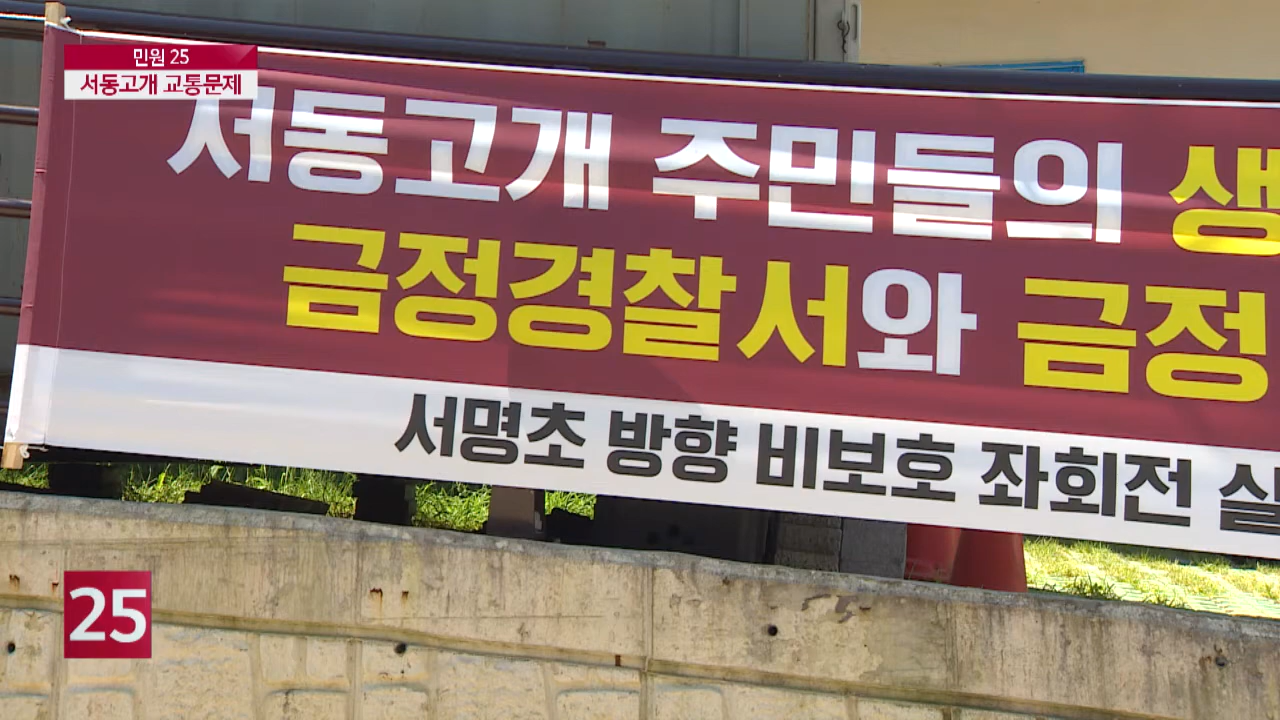 민원 25
서동고개 교통문제
서동고개 주민들의
금정경찰서와 금정
서명초 방향 비보호 좌회전
25